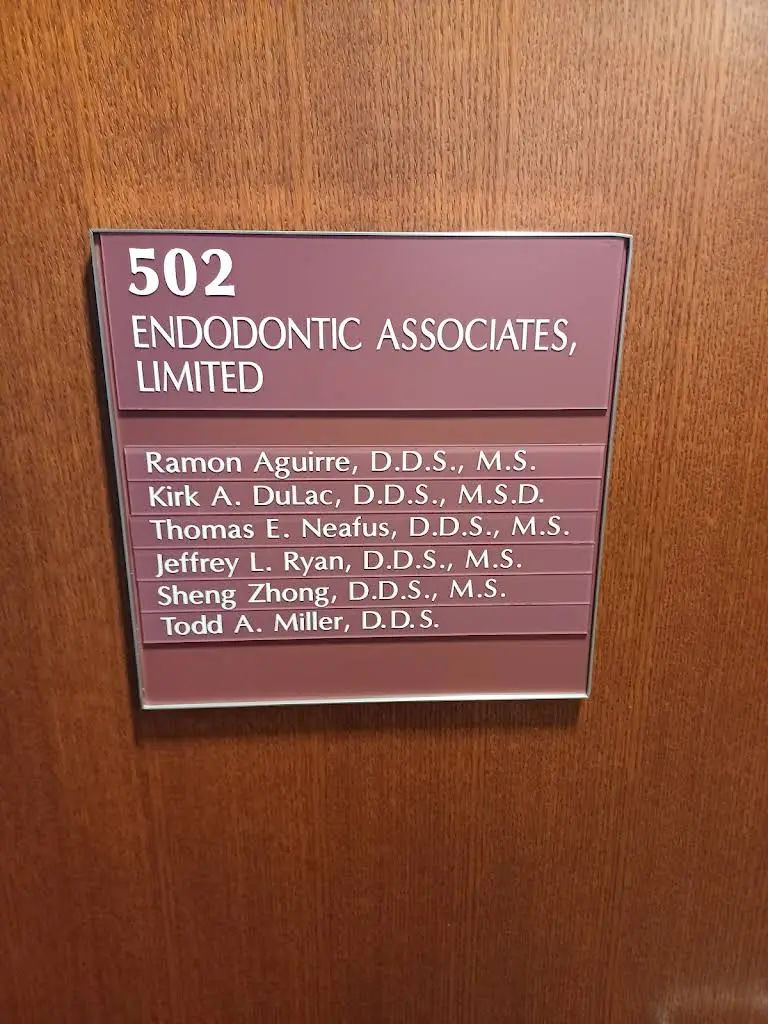 502
ENDODONTIC ASSOCIATES,
LIMITED
Ramon Aguirre, D.D.S., M.S.
Kirk A. DuLac, D.D.S., M.S.D.
Thomas E. Neafus, D.D.S., M.S.
Jeffrey L. Ryan, D.D.S., M.S.
Sheng Zhong, D.D.S., M.S.
Todd A. Miller, D.D.S.